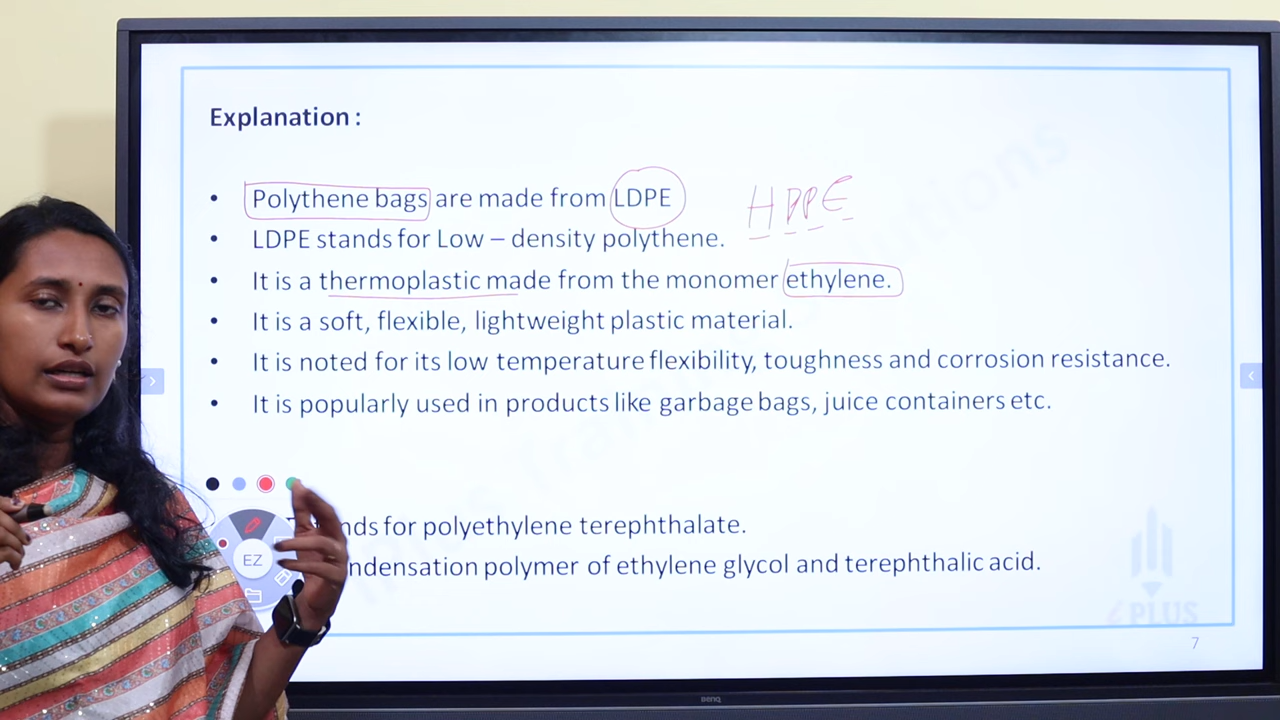 Explanation :
• Polythene bags are made from LDPE HDPE
• LDPE stands for Low – density polythene.
• It is a thermoplastic made from the monomer ethylene.
• It is a soft, flexible, lightweight plastic material.
• It is noted for its low temperature flexibility, toughness and corrosion resistance.
• It is popularly used in products like garbage bags, juice containers etc.
for polyethylene terephthalate.
polymer of ethylene glycol and terephthalic acid.
EZ
PLUS
7
BenQ